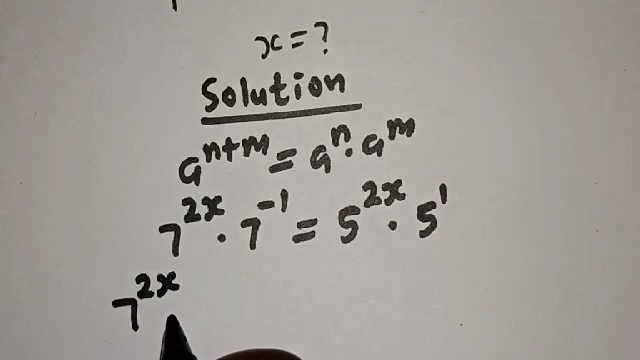 x = ?
Solution
a^{n+m} = a^n · a^m
7^{2x} · 7^{-1} = 5^{2x} · 5^1
7^{2x}